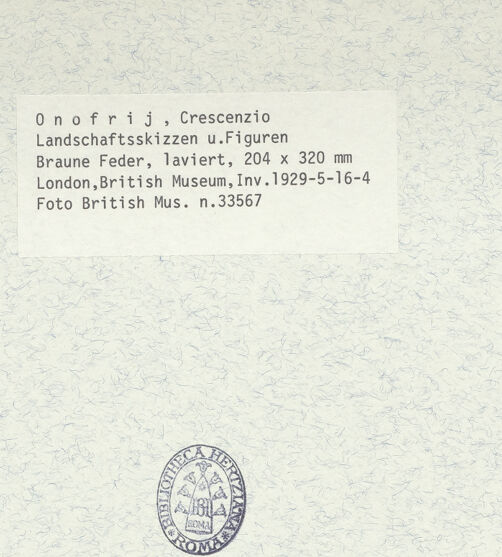 O n o f r i j , Crescenzio
Landschaftsskizzen u.Figuren
Braune Feder, laviert, 204 x 320 mm
London,British Museum,Inv.1929-5-16-4
Foto British Mus. n.33567
BIBLIOTHECA HERTZIANA
ROMA
ROMA